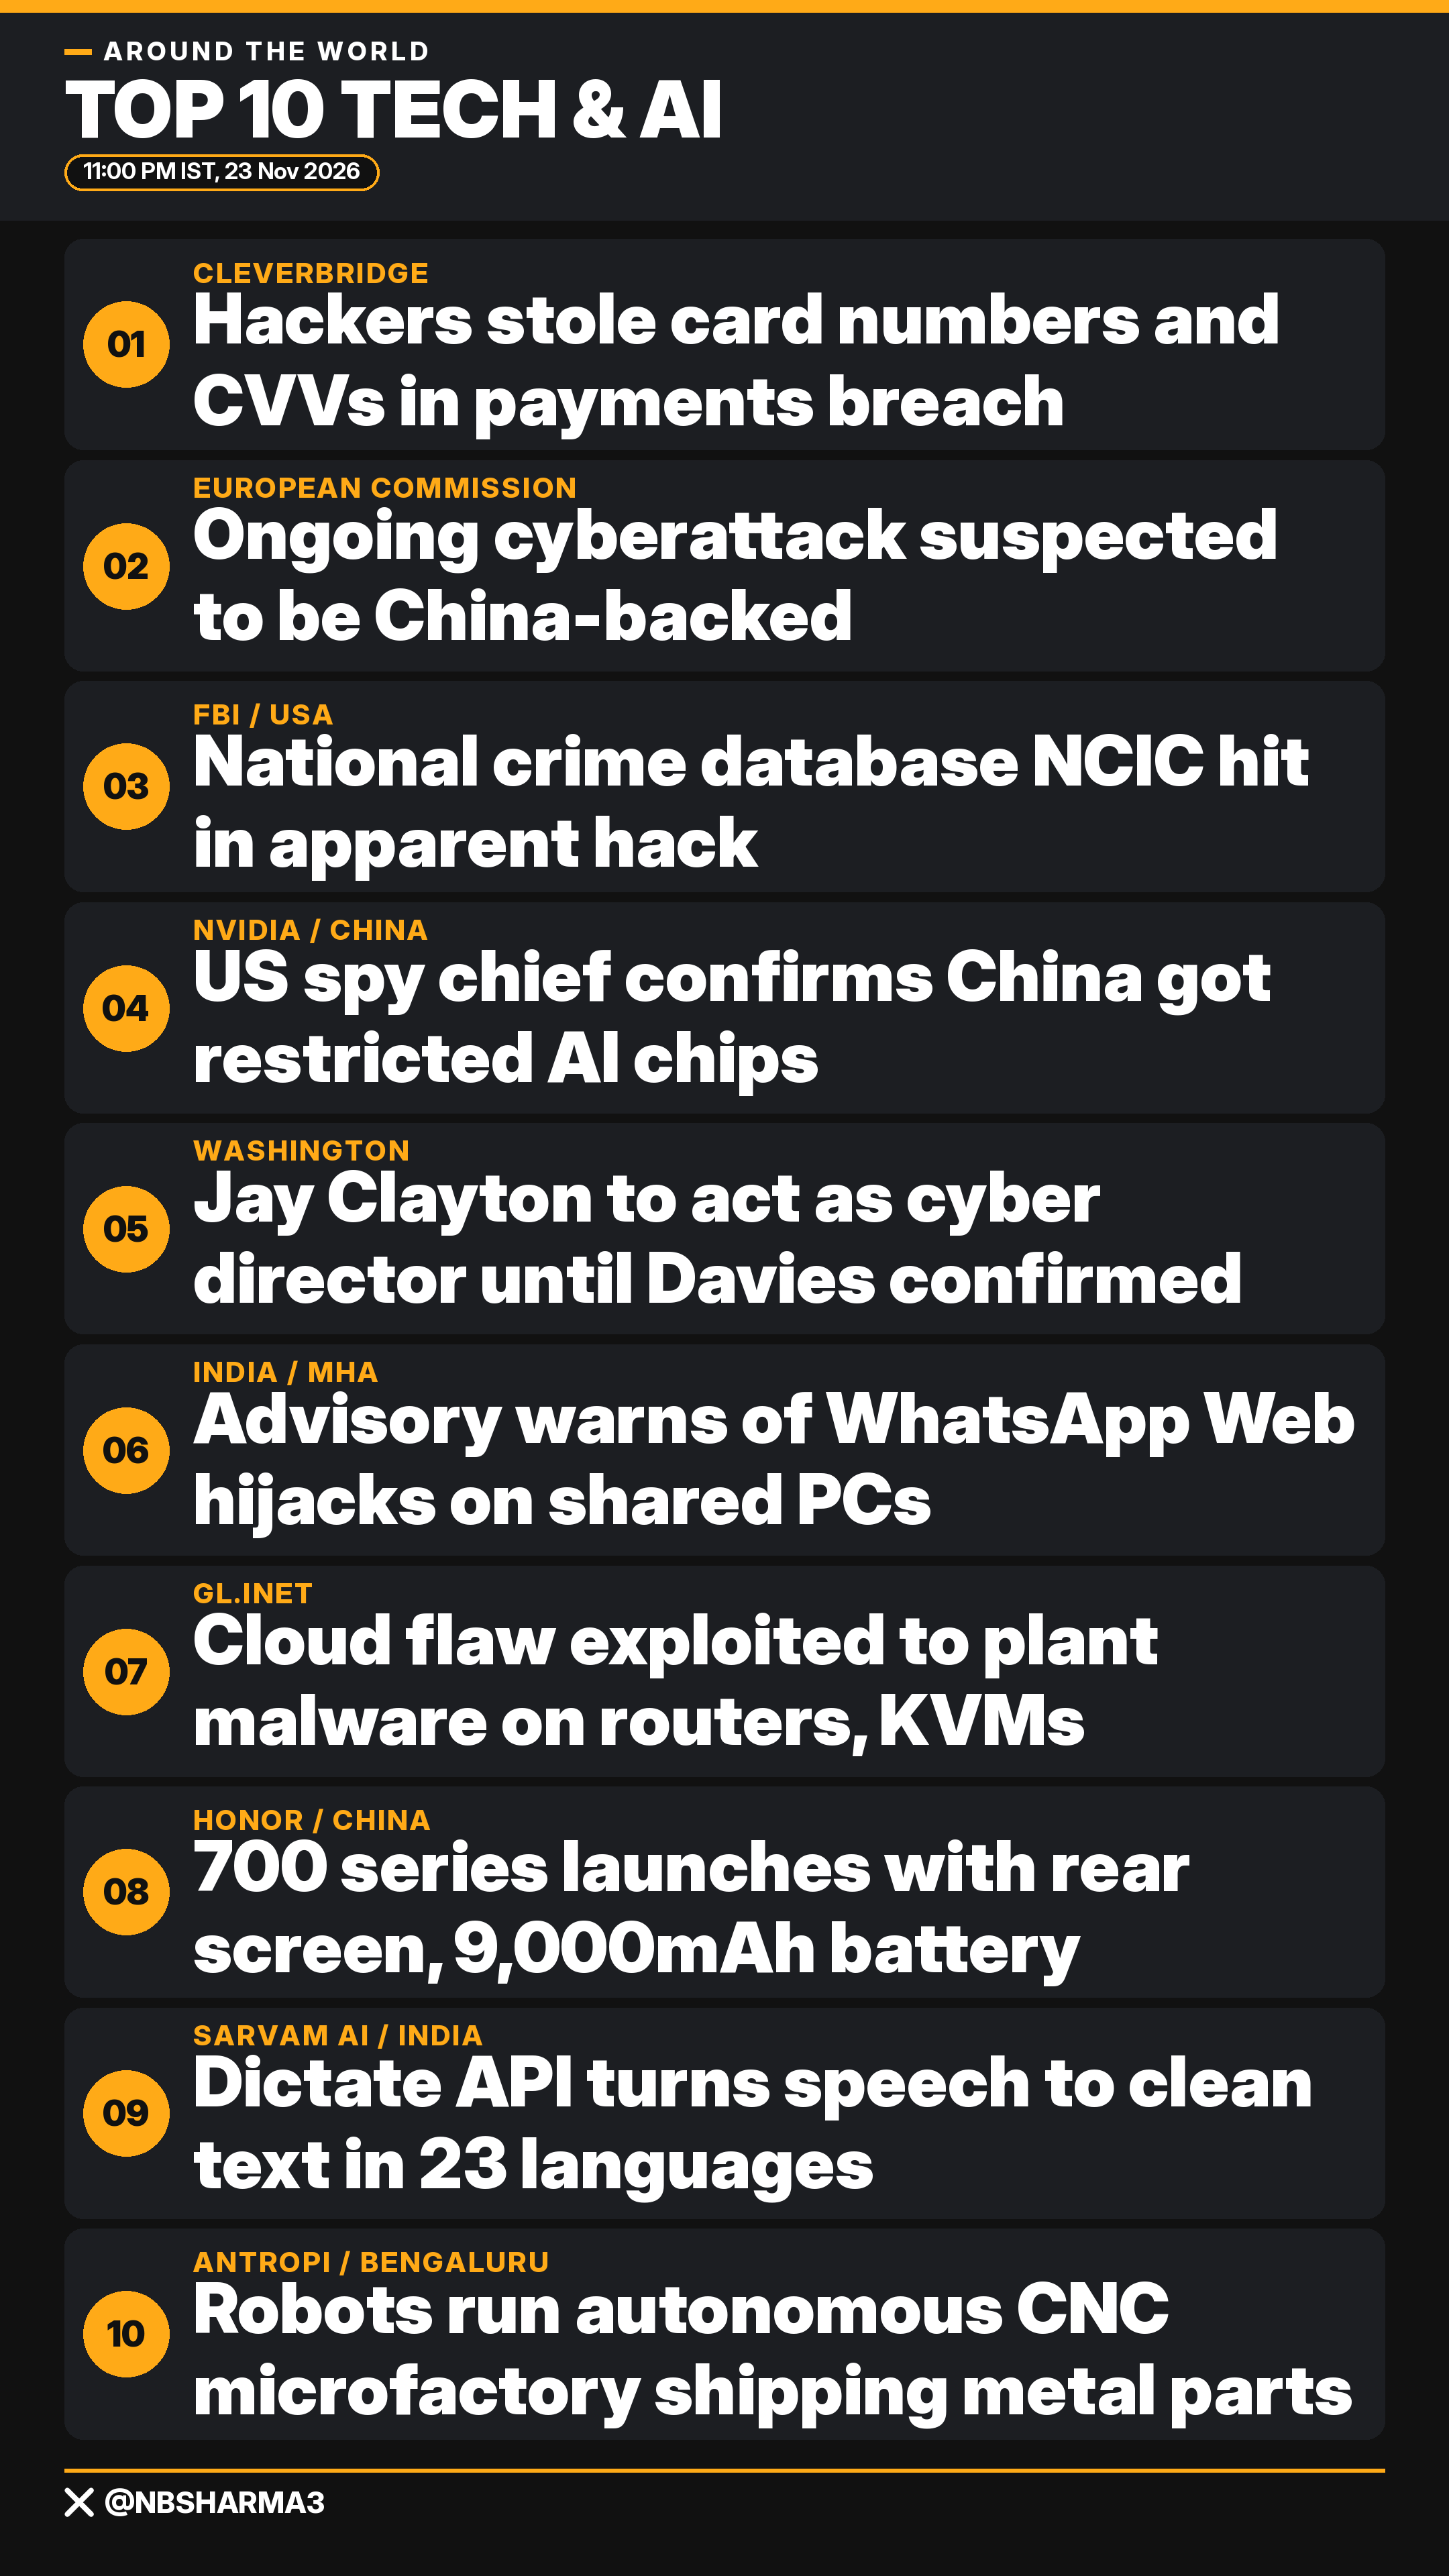 AROUND THE WORLD
TOP 10 TECH & AI
11:00 PM IST, 23 Nov 2026
01
CLEVERBRIDGE
Hackers stole card numbers and
CVVs in payments breach
02
EUROPEAN COMMISSION
Ongoing cyberattack suspected
to be China-backed
03
FBI / USA
National crime database NCIC hit
in apparent hack
04
NVIDIA / CHINA
US spy chief confirms China got
restricted AI chips
05
WASHINGTON
Jay Clayton to act as cyber
director until Davies confirmed
06
INDIA / MHA
Advisory warns of WhatsApp Web
hijacks on shared PCs
07
GL.INET
Cloud flaw exploited to plant
malware on routers, KVMs
08
HONOR / CHINA
700 series launches with rear
screen, 9,000mAh battery
09
SARVAM AI / INDIA
Dictate API turns speech to clean
text in 23 languages
10
ANTROPI / BENGALURU
Robots run autonomous CNC
microfactory shipping metal parts
@NBSHARMA3